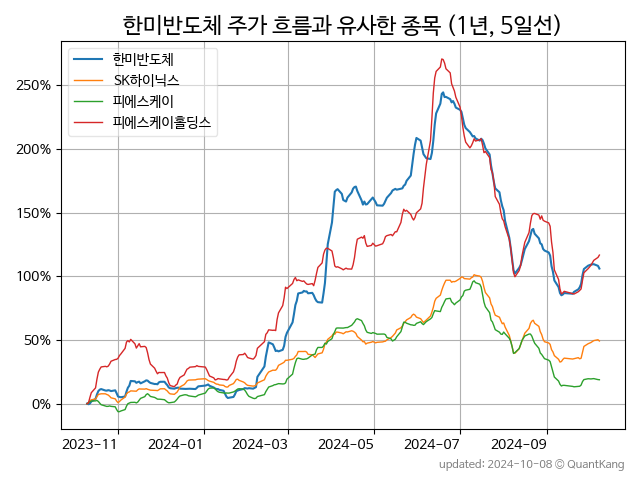 한미반도체 주가 흐름과 유사한 종목 (1년, 5일선)
한미반도체
SK하이닉스
피에스케이
피에스케이홀딩스
250%
200%
150%
100%
50%
0%
2023-11 2024-01 2024-03 2024-05 2024-07 2024-09
updated: 2024-10-08 © QuantKang